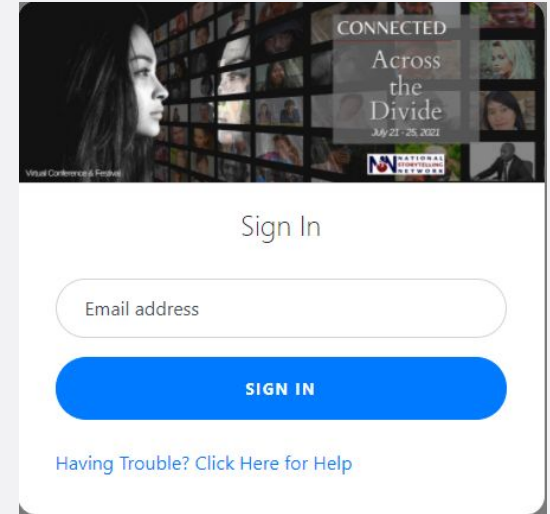 CONNECTED
Across
the
Divide
July 21 - 25, 2021
Virtual Conference & Festival
NSN NATIONAL
STORYTELLING
NETWORK
Sign In
Email address
SIGN IN
Having Trouble? Click Here for Help